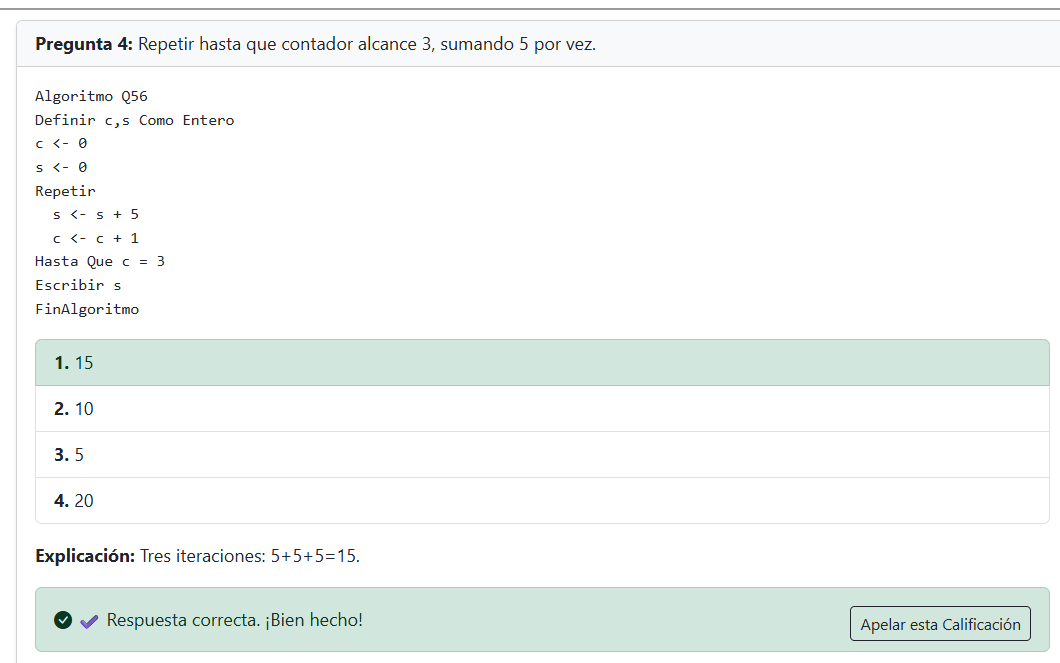 Pregunta 4: Repetir hasta que contador alcance 3, sumando 5 por vez.
Algoritmo Q56
Definir c,s Como Entero
c <- 0
s <- 0
Repetir
  s <- s + 5
  c <- c + 1
Hasta Que c = 3
Escribir s
FinAlgoritmo
1. 15
2. 10
3. 5
4. 20
Explicación: Tres iteraciones: 5+5+5=15.
Respuesta correcta. ¡Bien hecho!
Apelar esta Calificación